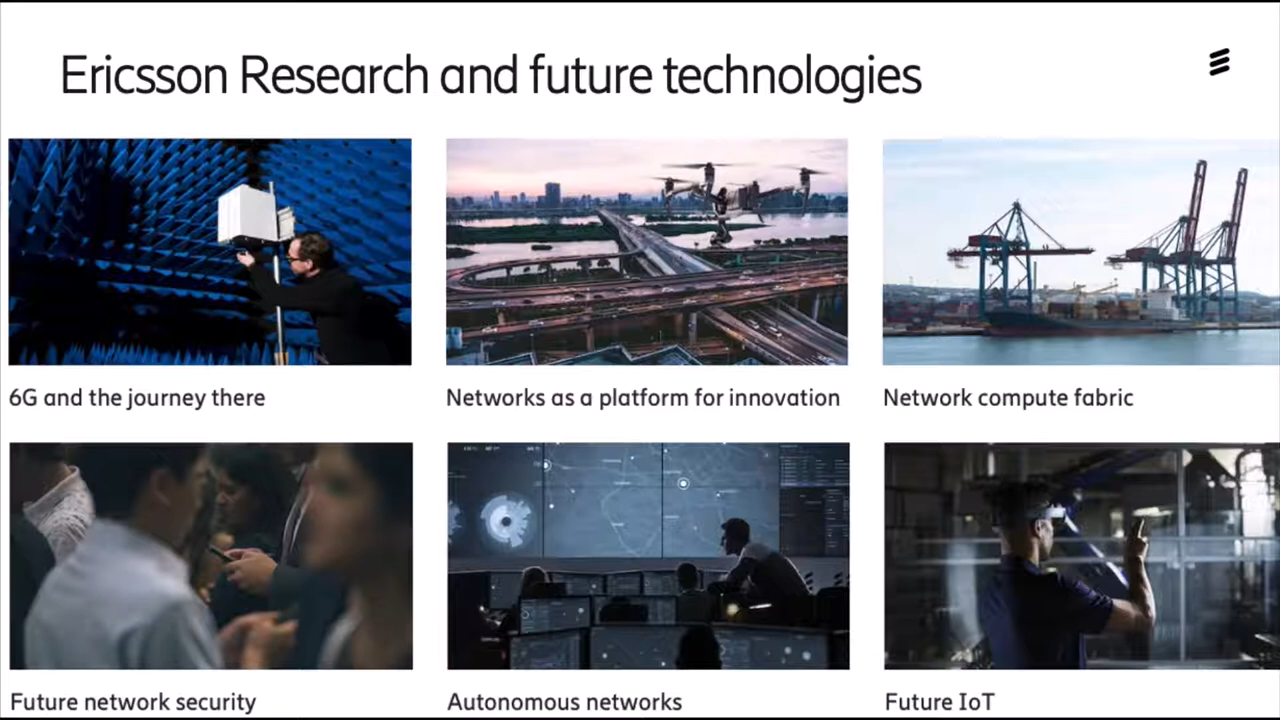 Ericsson Research and future technologies
6G and the journey there
Networks as a platform for innovation
Network compute fabric
Future network security
Autonomous networks
Future IoT